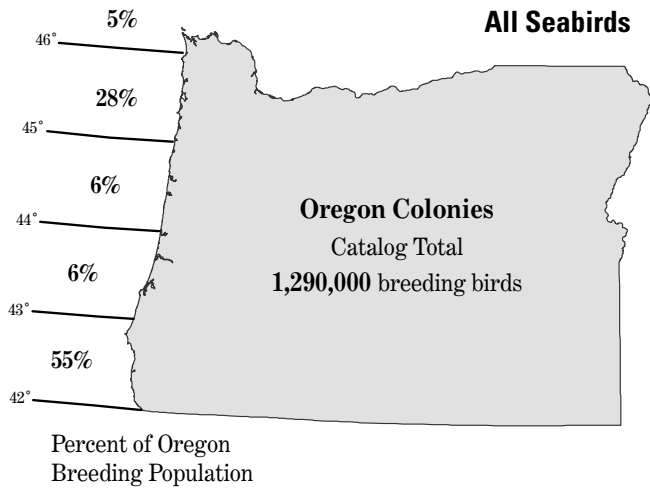 All Seabirds
5%
46°
28%
45°
6%
44°
6%
43°
55%
42°
Oregon Colonies
Catalog Total
1,290,000 breeding birds
Percent of Oregon
Breeding Population